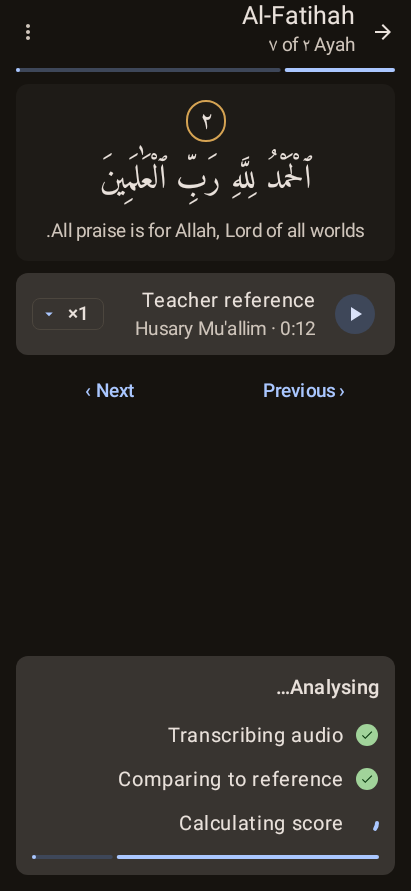 Al-Fatihah
٧ of ٢ Ayah
٢
ٱلْحَمْدُ لِلَّهِ رَبِّ ٱلْعَـٰلَمِينَ
.All praise is for Allah, Lord of all worlds
Teacher reference
Husary Mu'allim · 0:12
×1
‹ Next
Previous ›
…Analysing
Transcribing audio
Comparing to reference
Calculating score